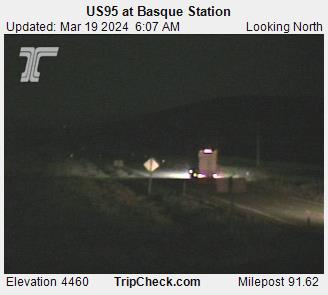 US95 at Basque Station
Updated: Mar 19 2024 6:07 AM Looking North
Elevation 4460 TripCheck.com Milepost 91.62